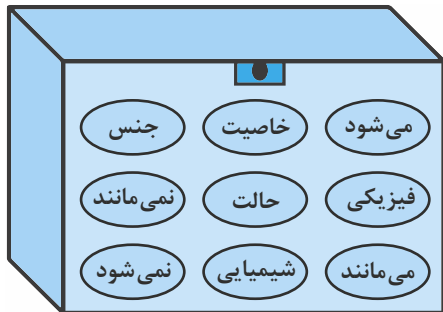 می‌شود خاصیت جنس
فیزیکی حالت نمی‌مانند
می‌مانند شیمیایی نمی‌شود